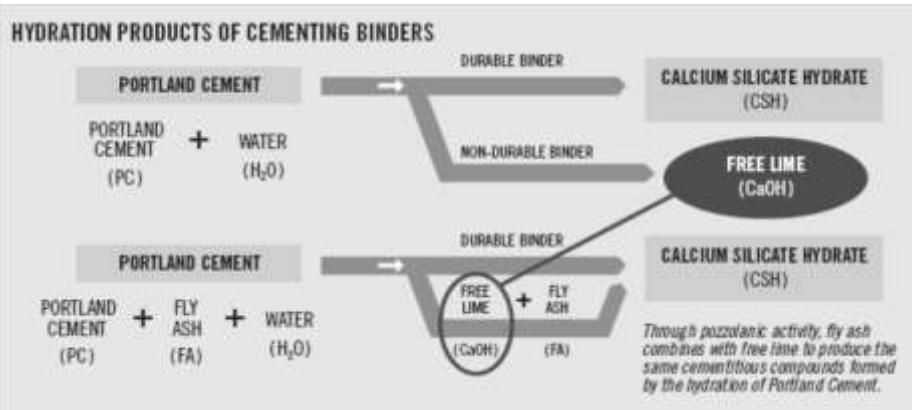 HYDRATION PRODUCTS OF CEMENTING BINDERS
PORTLAND CEMENT
PORTLAND
CEMENT
(PC)
+
WATER
(H₂O)
DURABLE BINDER
NON-DURABLE BINDER
CALCIUM SILICATE HYDRATE
(CSH)
FREE LIME
(CaOH)
PORTLAND CEMENT
PORTLAND
CEMENT
(PC)
+
FLY
ASH
(FA)
+
WATER
(H₂O)
DURABLE BINDER
FREE
LIME
(CaOH)
+
FLY
ASH
(FA)
CALCIUM SILICATE HYDRATE
(CSH)
Through pozzolanic activity, fly ash
combines with free lime to produce the
same cementitious compounds formed
by the hydration of Portland Cement.